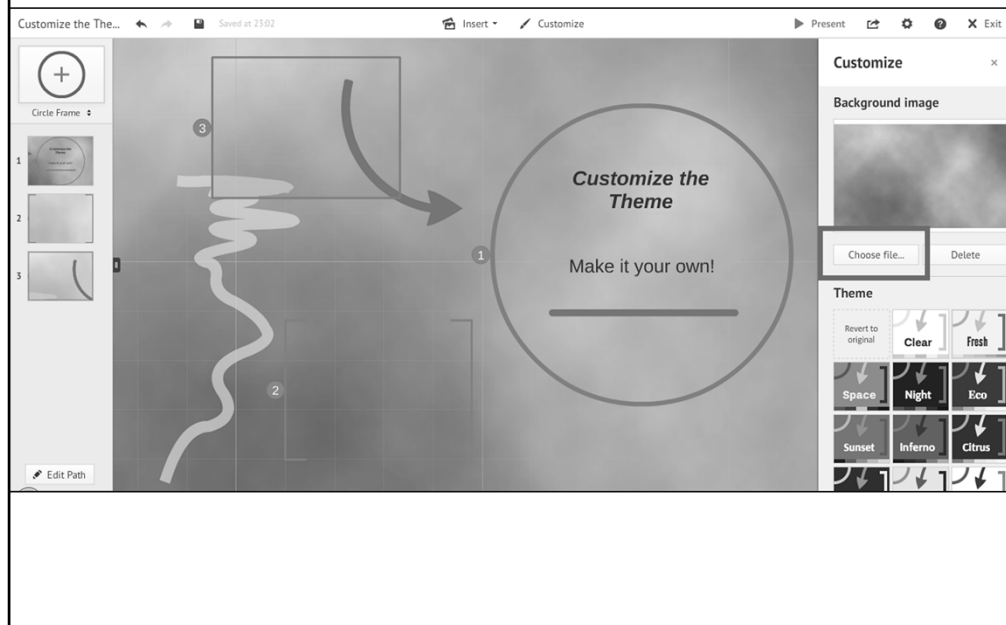 Customize the The...
Saved at 23:02
Insert
Customize
Present
Exit
Circle Frame
1
2
3
Edit Path
3
1
2
Customize the
Theme
Make it your own!
Customize
×
Background image
Choose file...
Delete
Theme
Revert to
original
Clear
Fresh
Space
Night
Eco
Sunset
Inferno
Citrus